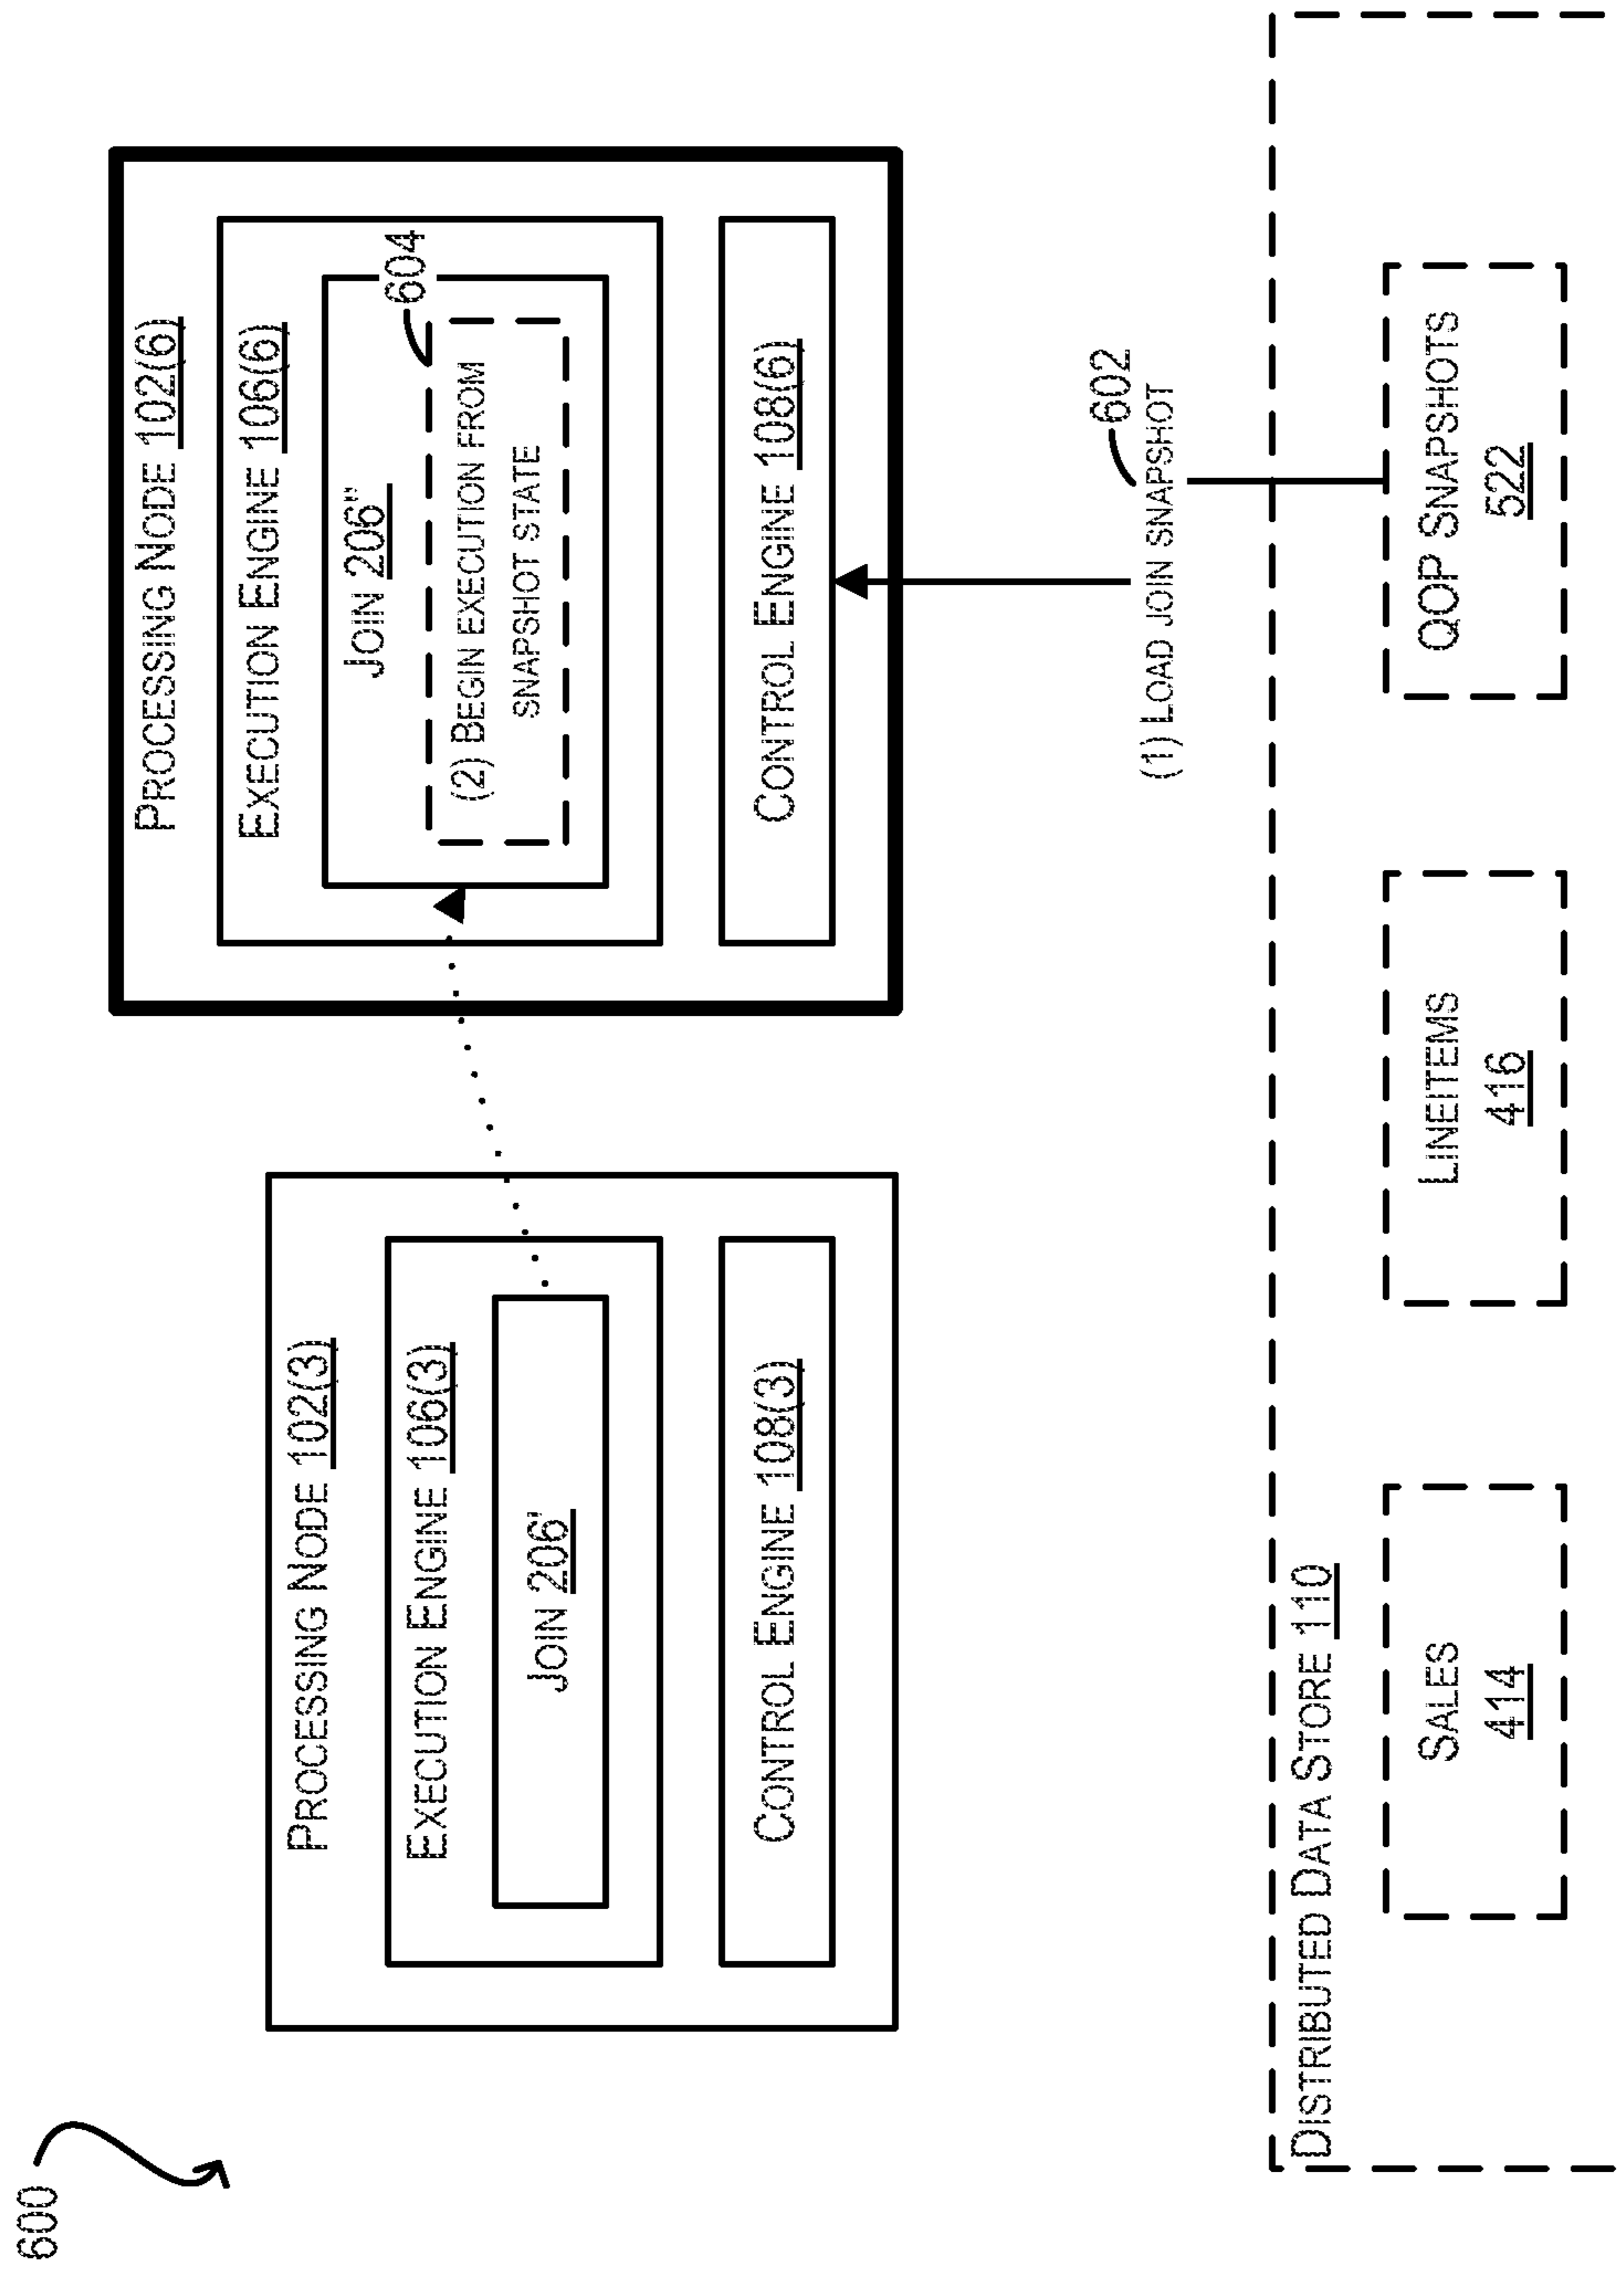 600
PROCESSING NODE 102(3)
EXECUTION ENGINE 106(3)
JOIN 206'
CONTROL ENGINE 108(3)
PROCESSING NODE 102(6)
EXECUTION ENGINE 106(6)
JOIN 206"
604
(2) BEGIN EXECUTION FROM
SNAPSHOT STATE
CONTROL ENGINE 108(6)
602
(1) LOAD JOIN SNAPSHOT
DISTRIBUTED DATA STORE 110
SALES
414
LINEITEMS
416
QOP SNAPSHOTS
522